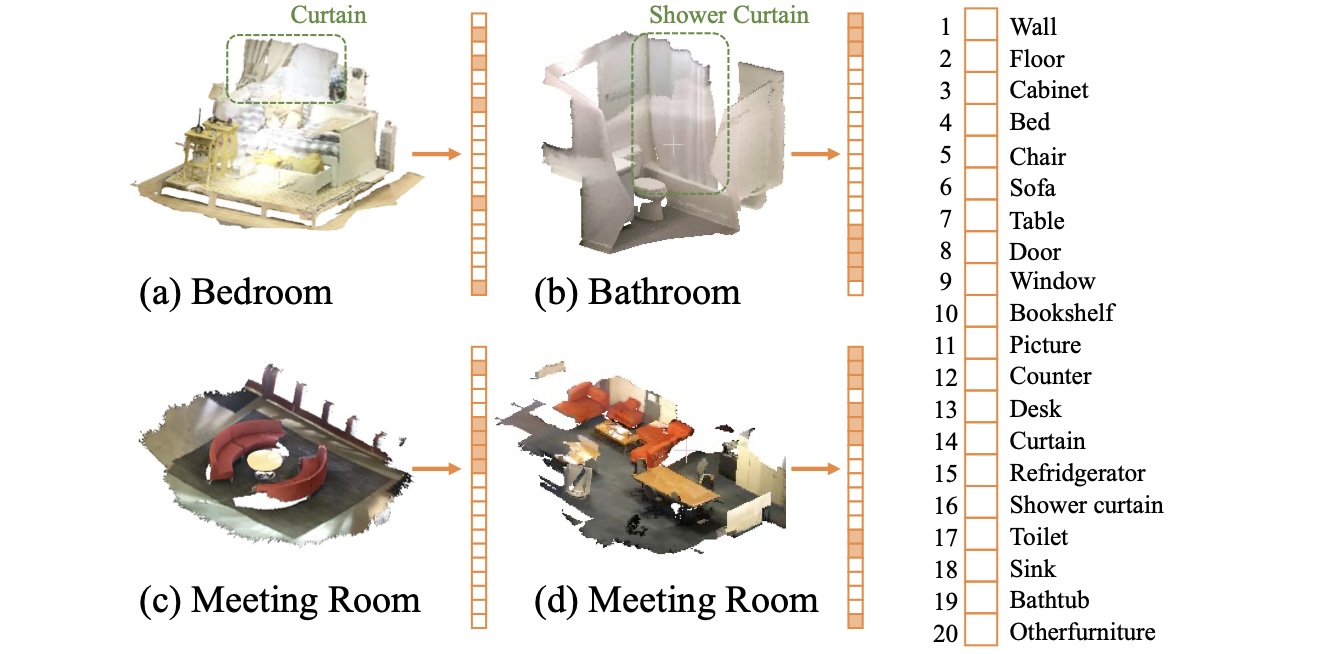 Curtain
Shower Curtain
(a) Bedroom
(b) Bathroom
(c) Meeting Room
(d) Meeting Room
1 Wall
2 Floor
3 Cabinet
4 Bed
5 Chair
6 Sofa
7 Table
8 Door
9 Window
10 Bookshelf
11 Picture
12 Counter
13 Desk
14 Curtain
15 Refridgerator
16 Shower curtain
17 Toilet
18 Sink
19 Bathtub
20 Otherfurniture